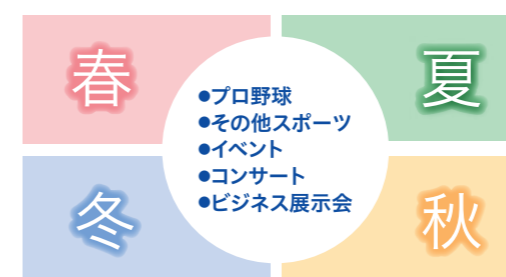 春
夏
●プロ野球
●その他スポーツ
●イベント
●コンサート
●ビジネス展示会
冬
秋